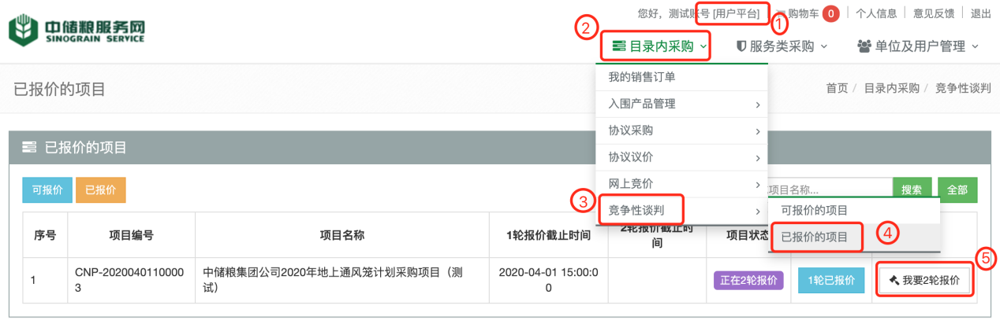 您好，测试账号 [用户平台] 购物车 0 个人信息 意见反馈 退出
①
中储粮服务网
SINOGRAIN SERVICE
②
目录内采购 服务类采购 单位及用户管理
我的销售订单
入围产品管理
协议采购
协议议价
网上竞价
③
竞争性谈判
可报价的项目
已报价的项目
④
已报价的项目
首页 / 目录内采购 / 竞争性谈判
已报价的项目
可报价 已报价 项目名称... 搜索 全部
序号 项目编号 项目名称 1轮报价截止时间 2轮报价截止时
间 项目状态
⑤
1 CNP-2020040110000
3 中储粮集团公司2020年地上通风笼计划采购项目（测
试） 2020-04-01 15:00:0
0 正在2轮报价 1轮已报价 我要2轮报价